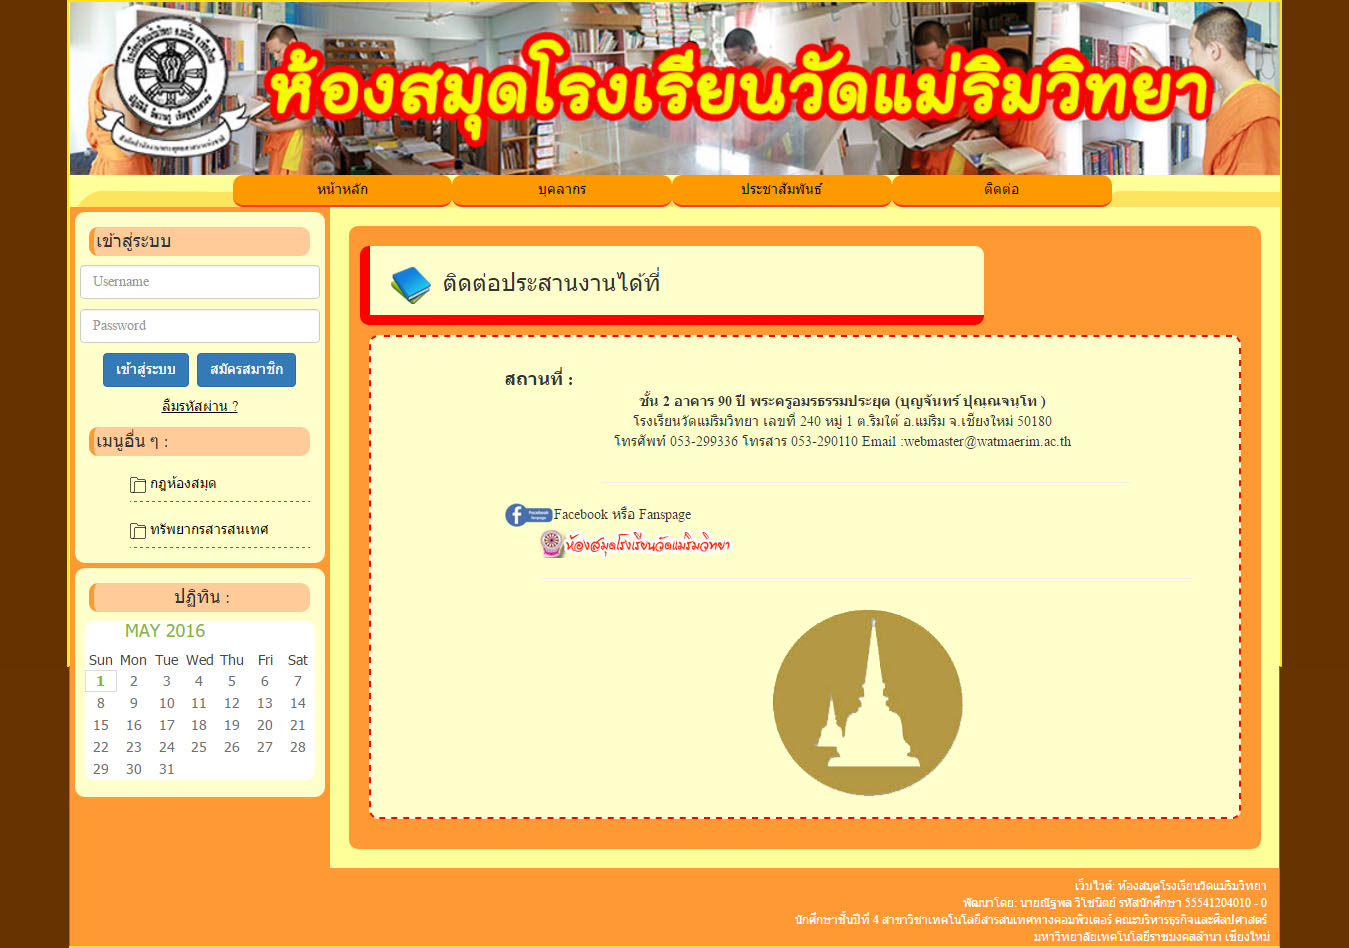 ห้องสมุดโรงเรียนวัดแม่ริมวิทยา
หน้าหลัก
บุคลากร
ประชาสัมพันธ์
ติดต่อ
เข้าสู่ระบบ
Username
Password
เข้าสู่ระบบ
สมัครสมาชิก
ลืมรหัสผ่าน ?
เมนูอื่น ๆ :
กฎห้องสมุด
ทรัพยากรสารสนเทศ
ปฏิทิน :
MAY 2016
Sun Mon Tue Wed Thu Fri Sat
1 2 3 4 5 6 7
8 9 10 11 12 13 14
15 16 17 18 19 20 21
22 23 24 25 26 27 28
29 30 31
ติดต่อประสานงานได้ที่
สถานที่ :
ชั้น 2 อาคาร 90 ปี พระครูอมรธรรมประยุต (บุญจันทร์ ปุณฺณจนฺโท )
โรงเรียนวัดแม่ริมวิทยา เลขที่ 240 หมู่ 1 ต.ริมใต้ อ.แม่ริม จ.เชียงใหม่ 50180
โทรศัพท์ 053-299336 โทรสาร 053-290110 Email :webmaster@watmaerim.ac.th
Facebook fanpage
Facebook หรือ Fanspage
ห้องสมุดโรงเรียนวัดแม่ริมวิทยา
เว็บไวต์: ห้องสมุดโรงเรียนวัดแม่ริมวิทยา
พัฒนาโดย: นายณัฐพล วิโชนิตย์ รหัสนักศึกษา 55541204010 - 0
นักศึกษาชั้นปีที่ 4 สาขาวิชาเทคโนโลยีสารสนเทศทางคอมพิวเตอร์ คณะบริหารธุรกิจและศิลปศาสตร์
มหาวิทยาลัยเทคโนโลยีราชมงคลล้านา เชียงใหม่